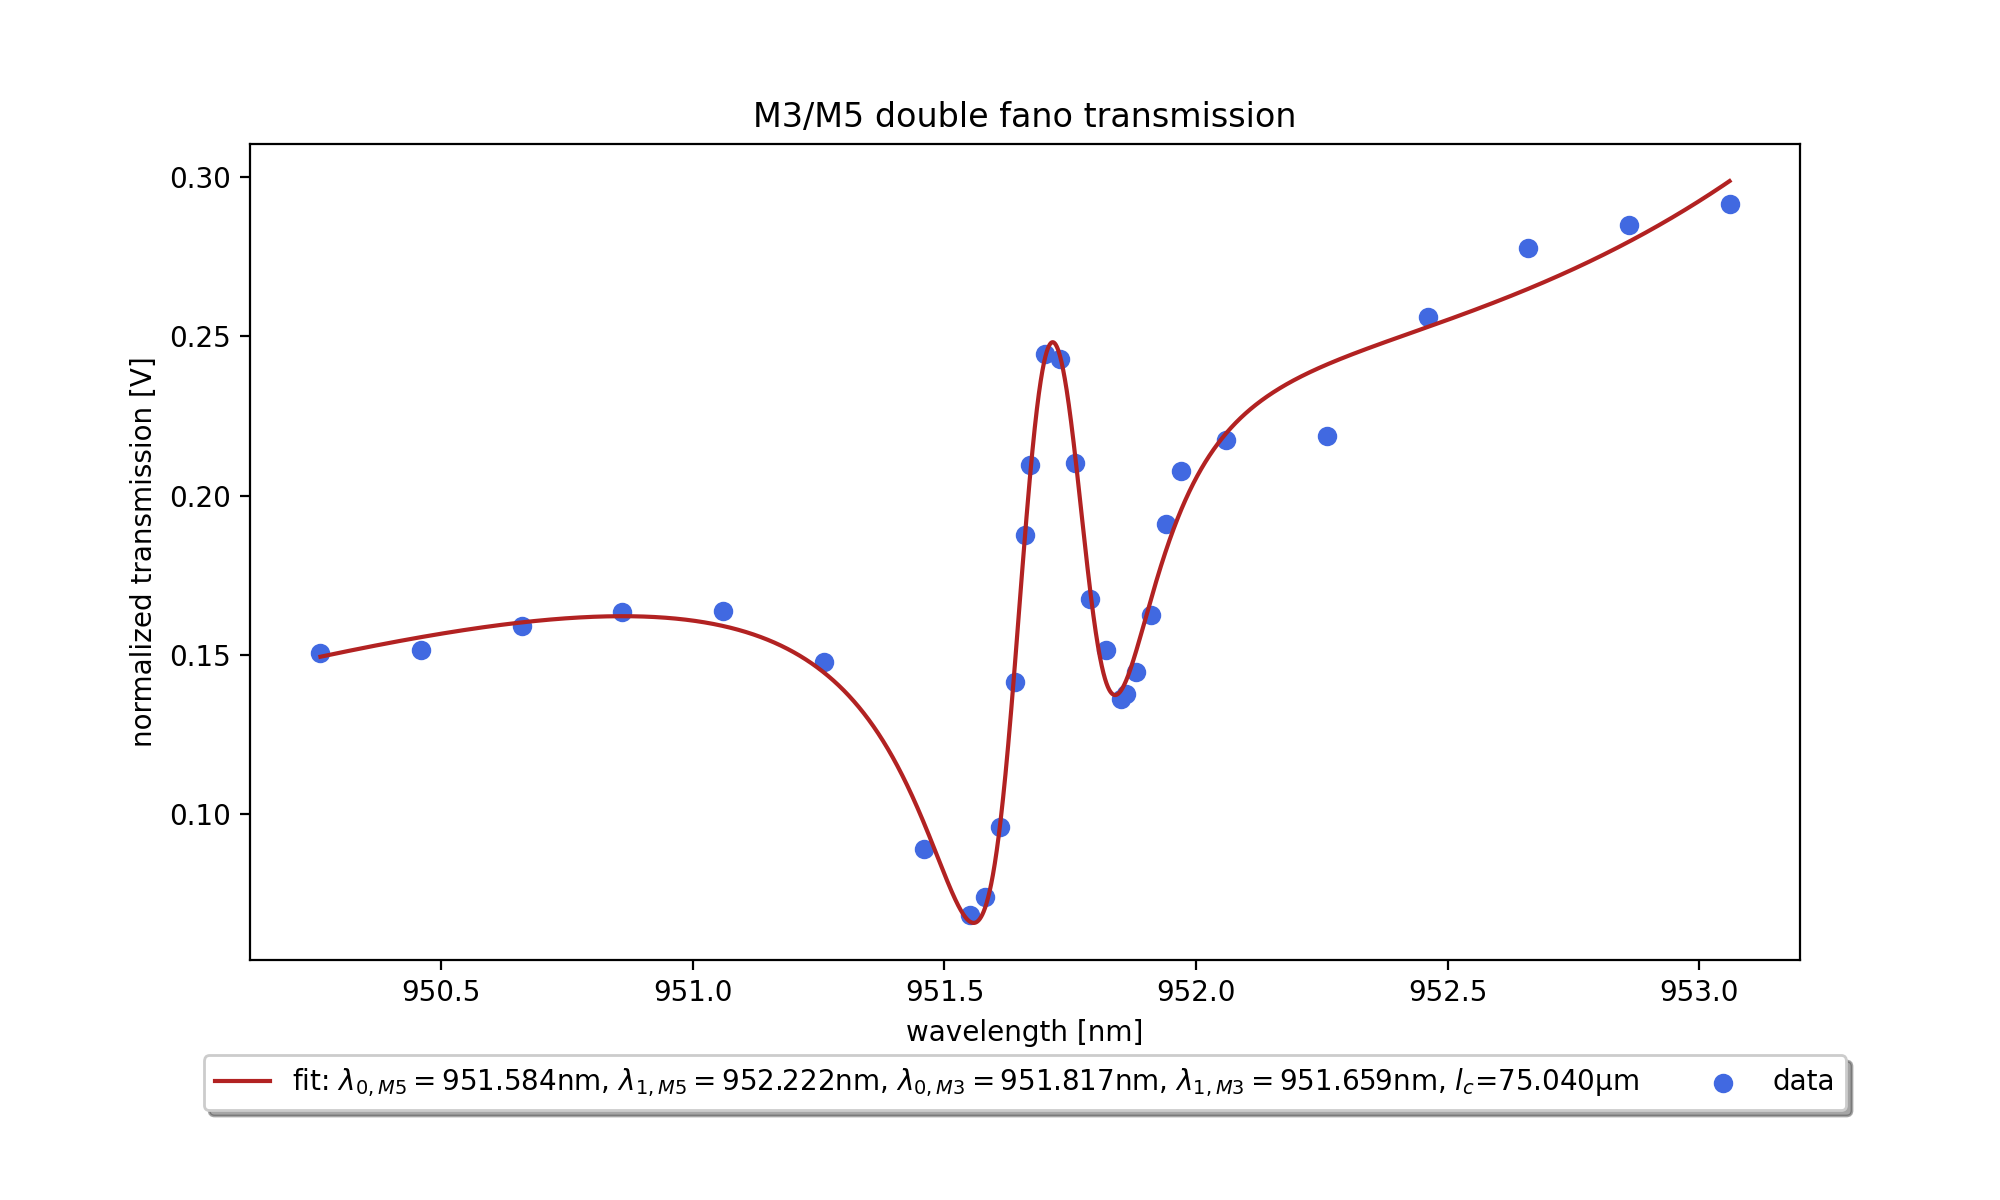 M3/M5 double fano transmission
normalized transmission [V]
0.30
0.25
0.20
0.15
0.10
950.5 951.0 951.5 952.0 952.5 953.0
wavelength [nm]
fit: λ0,M5 = 951.584nm, λ1,M5 = 952.222nm, λ0,M3 = 951.817nm, λ1,M3 = 951.659nm, lc=75.040μm data